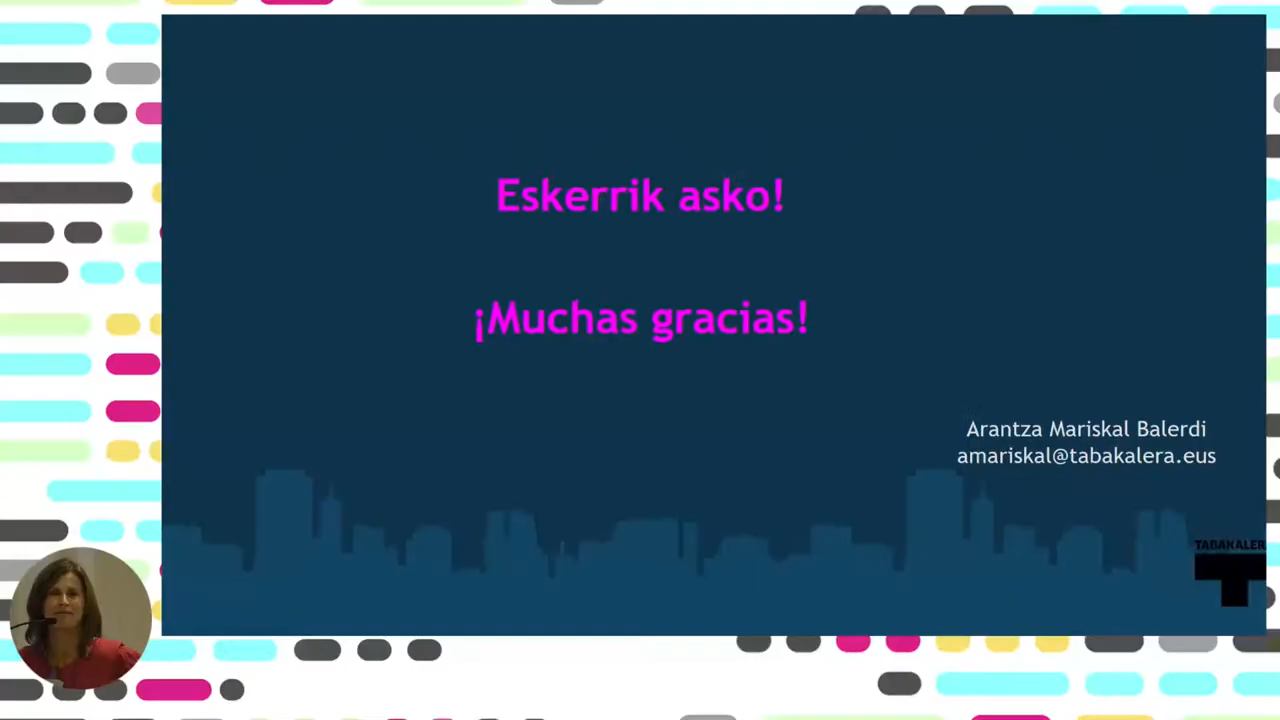 Eskerrik asko!
¡Muchas gracias!
Arantza Mariskal Balerdi
amariskal@tabakalera.eus
TABAKALER